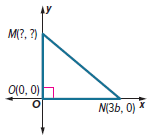 y
M(?, ?)
O(0, 0)
O
N(3b, 0)
x